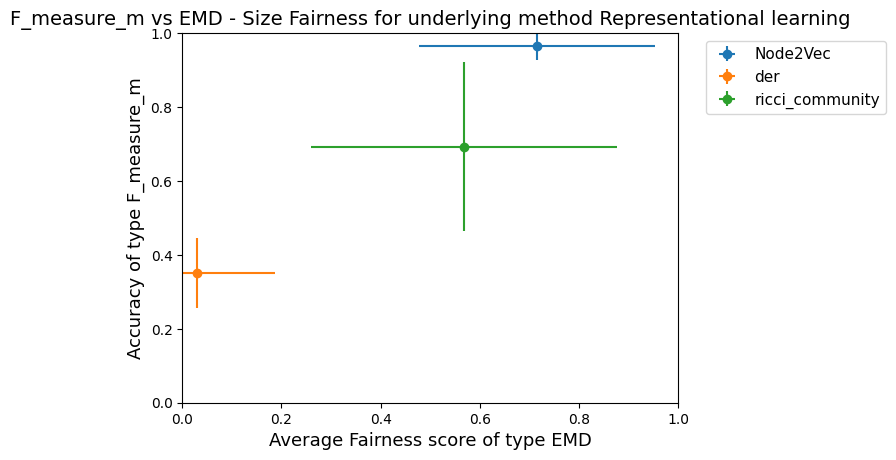 F_measure_m vs EMD - Size Fairness for underlying method Representational learning
Accuracy of type F_measure_m
1.0
0.8
0.6
0.4
0.2
0.0
0.0 0.2 0.4 0.6 0.8 1.0
Average Fairness score of type EMD
Node2Vec
der
ricci_community